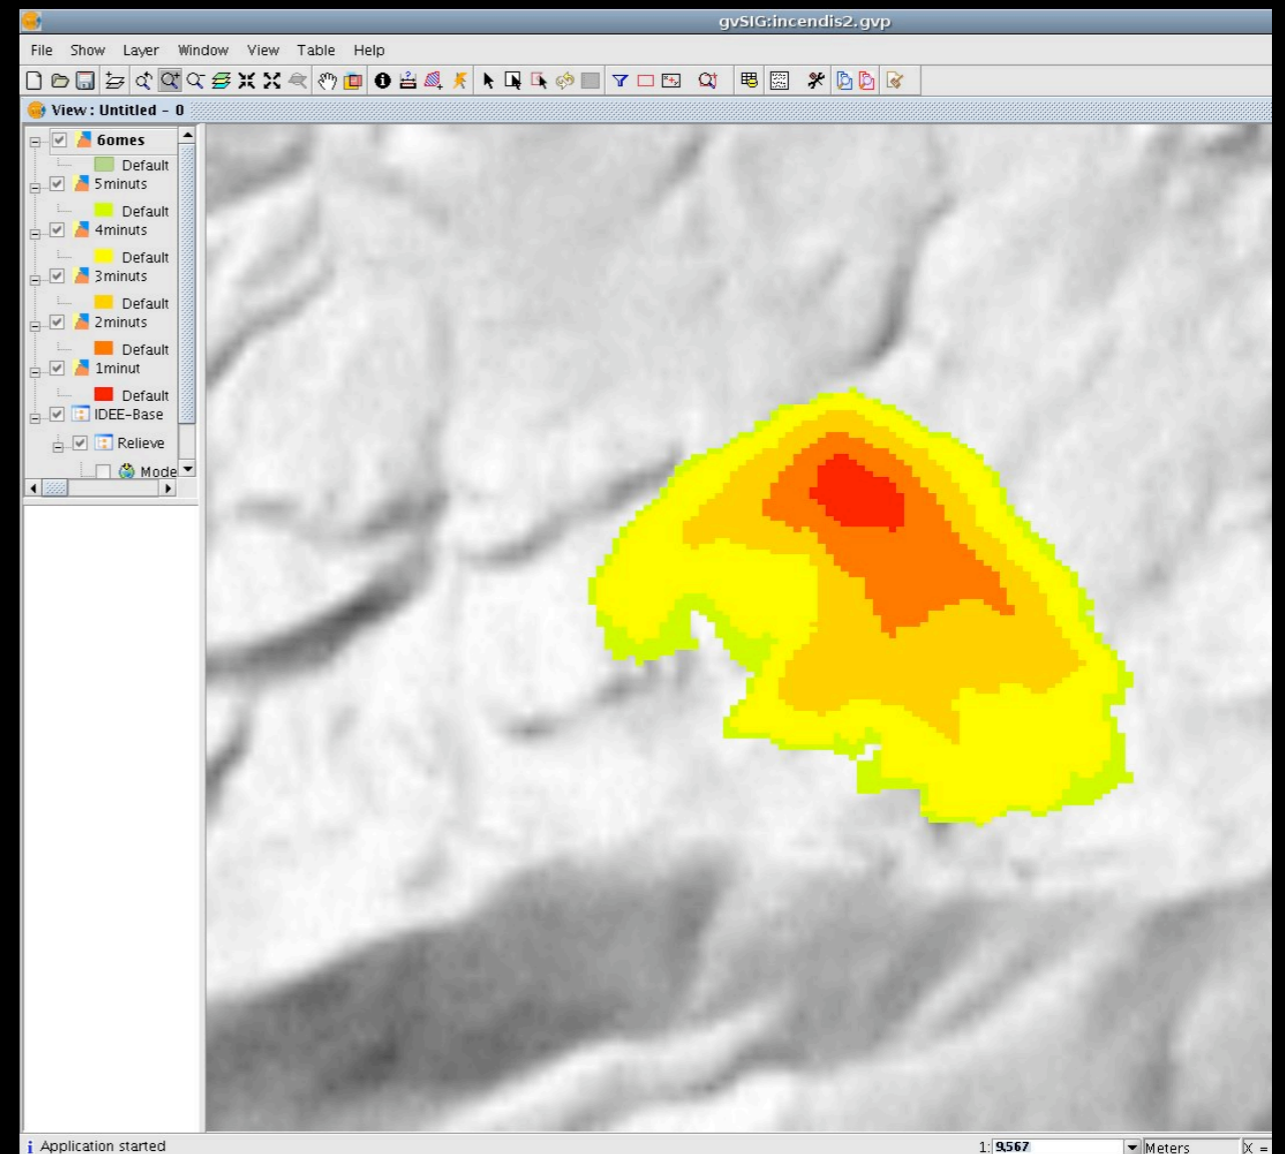 gvSIG:incendis2.gvp
File Show Layer Window View Table Help
View : Untitled - 0
6omes
Default
5minuts
Default
4minuts
Default
3minuts
Default
2minuts
Default
1minut
Default
IDEE-Base
Relieve
Mode
Application started 1: 9,567 Meters X =